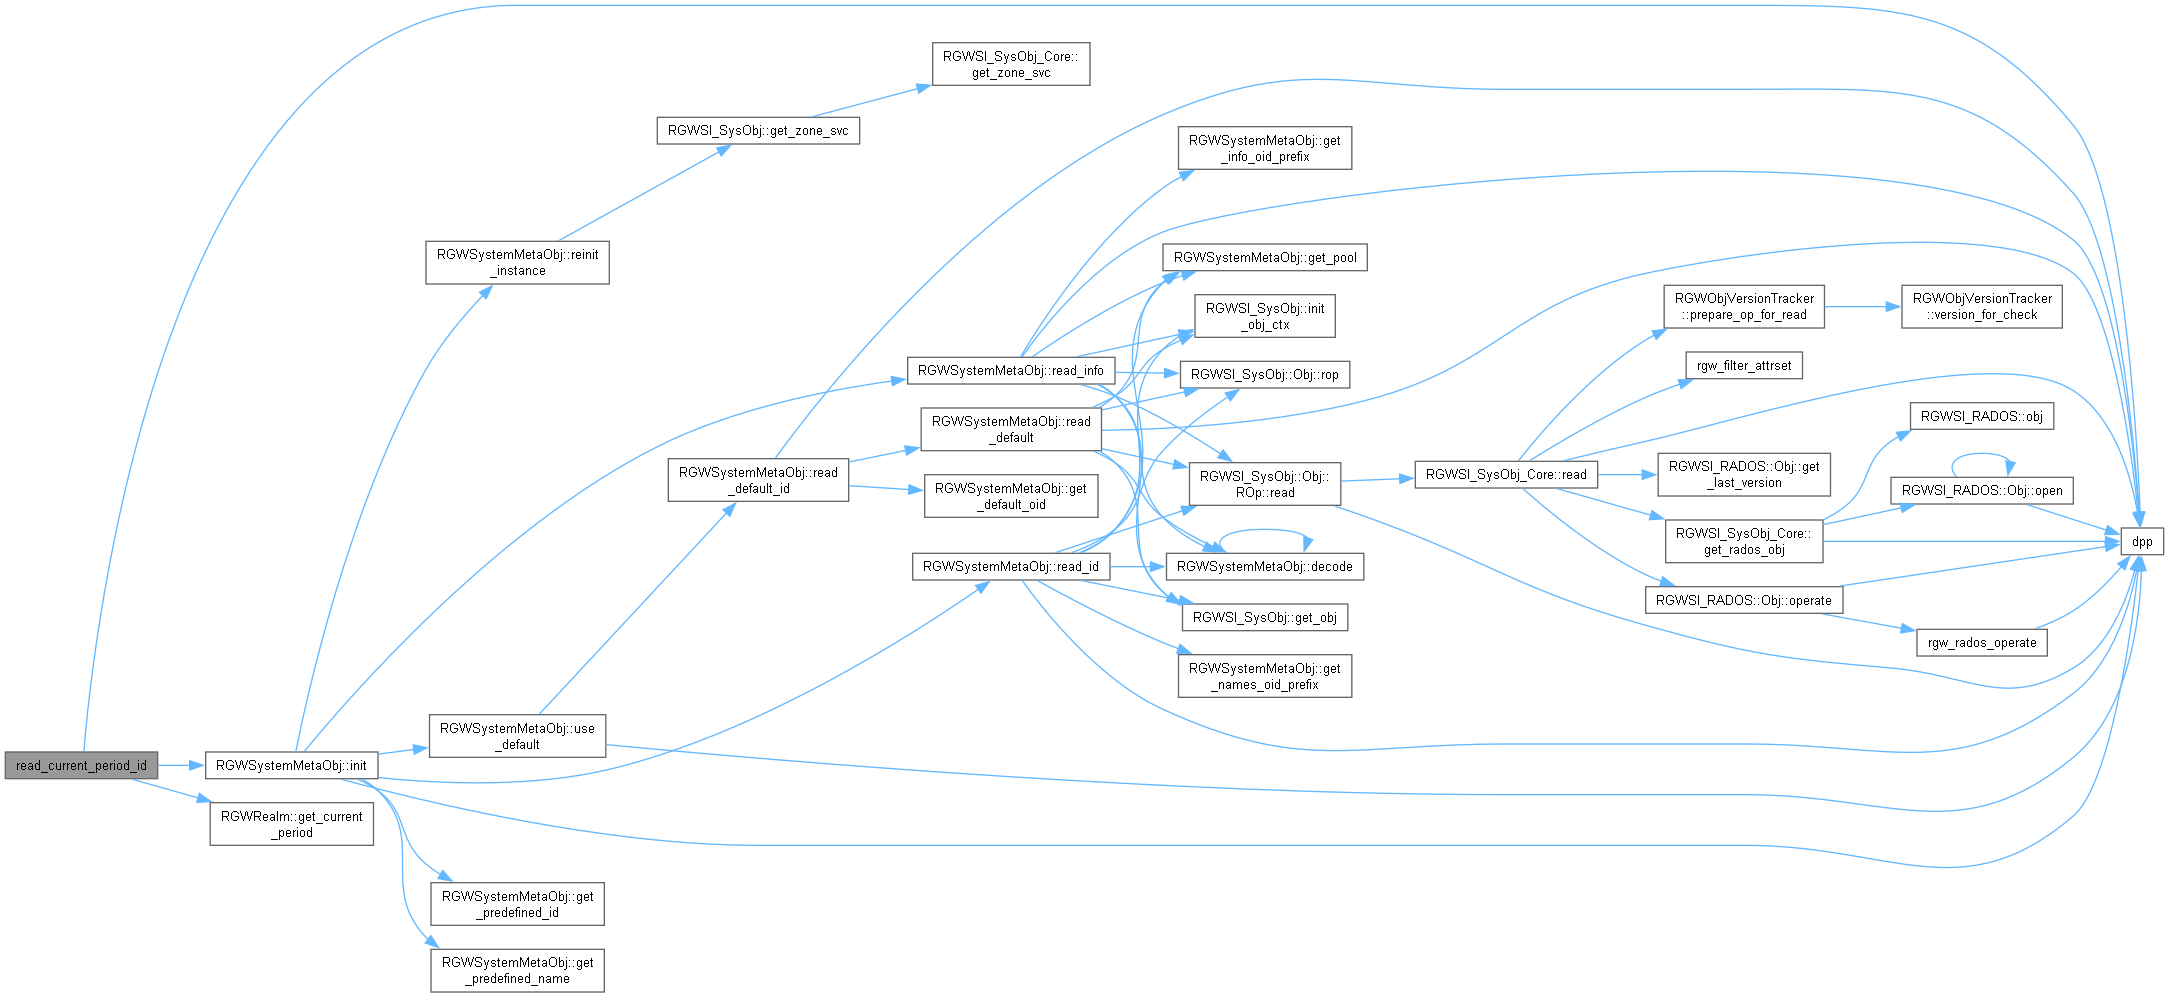 RGWSI_SysObj_Core::
get_zone_svc
RGWSI_SysObj::get_zone_svc
RGWSystemMetaObj::get
_info_oid_prefix
RGWSystemMetaObj::reinit
_instance
RGWSystemMetaObj::get_pool
RGWSI_SysObj::init
_obj_ctx
RGWObjVersionTracker
::prepare_op_for_read
RGWObjVersionTracker
::version_for_check
RGWSystemMetaObj::read_info
RGWSI_SysObj::Obj::rop
rgw_filter_attrset
RGWSystemMetaObj::read
_default
RGWSI_RADOS::obj
RGWSystemMetaObj::read
_default_id
RGWSystemMetaObj::get
_default_oid
RGWSI_SysObj::Obj::
ROp::read
RGWSI_SysObj_Core::read
RGWSI_RADOS::Obj::get
_last_version
RGWSI_RADOS::Obj::open
RGWSI_SysObj_Core::
get_rados_obj
dpp
RGWSystemMetaObj::read_id
RGWSystemMetaObj::decode
RGWSI_RADOS::Obj::operate
RGWSI_SysObj::get_obj
rgw_rados_operate
RGWSystemMetaObj::get
_names_oid_prefix
RGWSystemMetaObj::use
_default
read_current_period_id
RGWSystemMetaObj::init
RGWRealm::get_current
_period
RGWSystemMetaObj::get
_predefined_id
RGWSystemMetaObj::get
_predefined_name